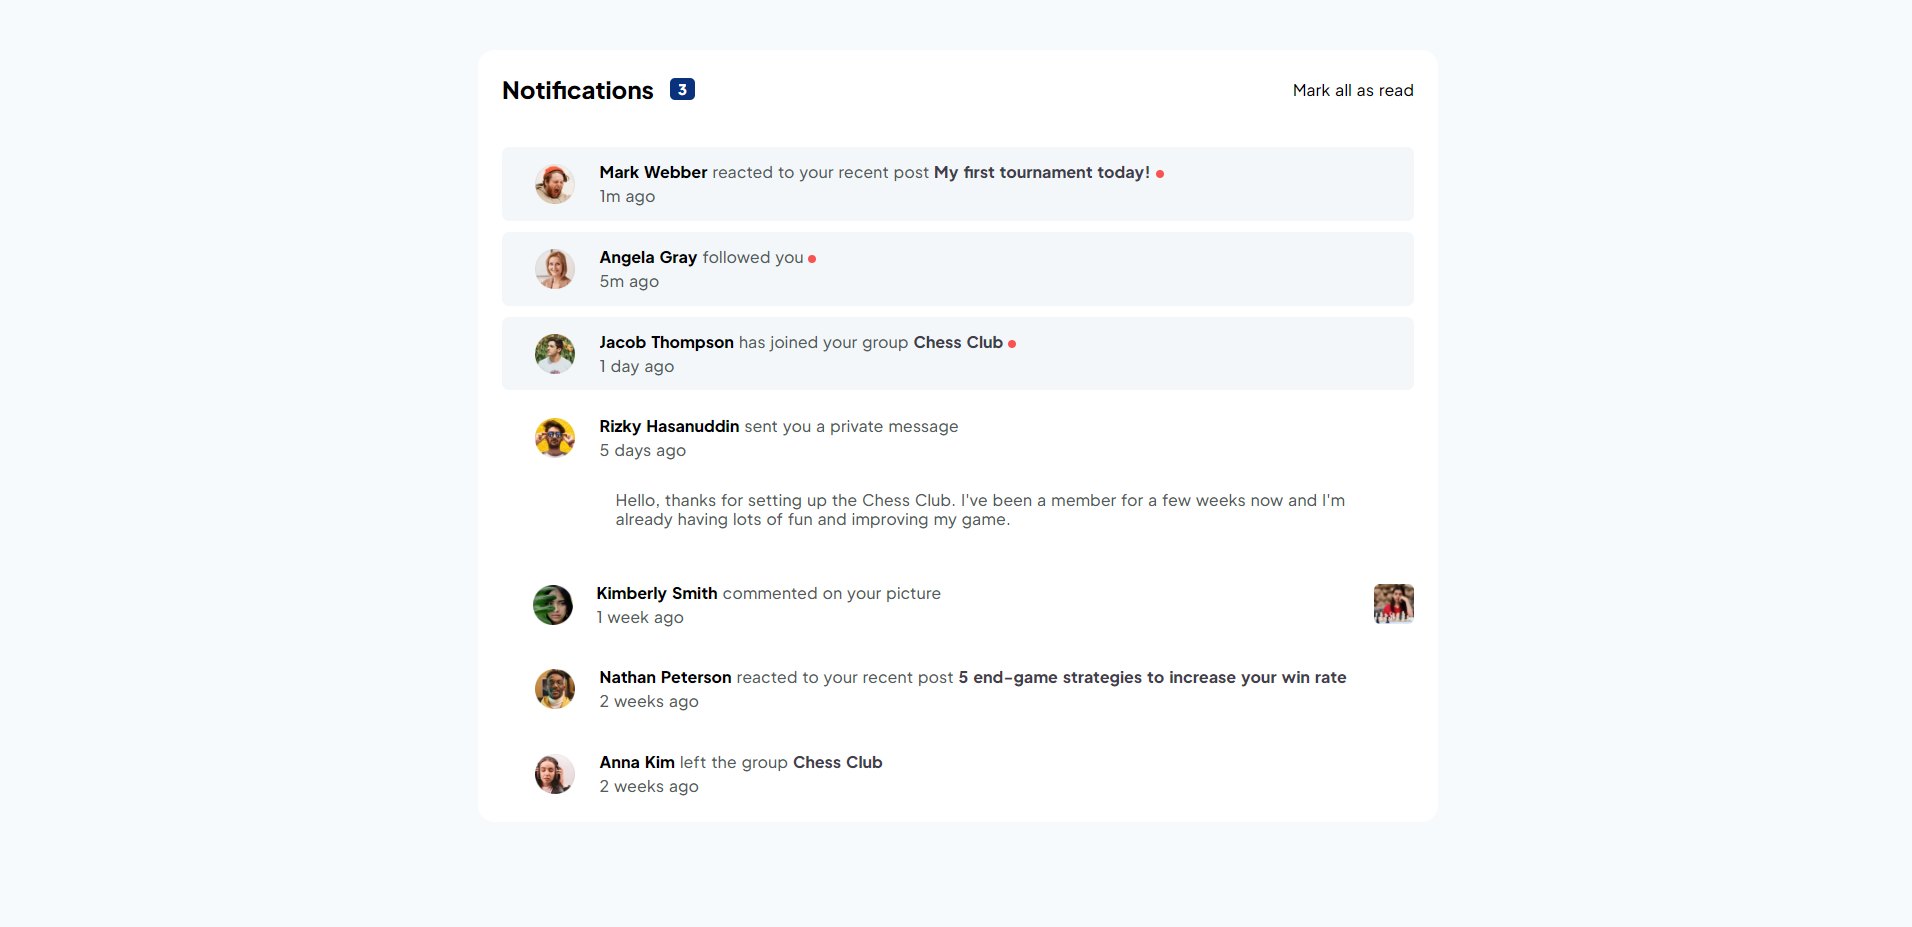 Notifications 3
Mark all as read
Mark Webber reacted to your recent post My first tournament today!
1m ago
Angela Gray followed you
5m ago
Jacob Thompson has joined your group Chess Club
1 day ago
Rizky Hasanuddin sent you a private message
5 days ago
Hello, thanks for setting up the Chess Club. I've been a member for a few weeks now and I'm
already having lots of fun and improving my game.
Kimberly Smith commented on your picture
1 week ago
Nathan Peterson reacted to your recent post 5 end-game strategies to increase your win rate
2 weeks ago
Anna Kim left the group Chess Club
2 weeks ago